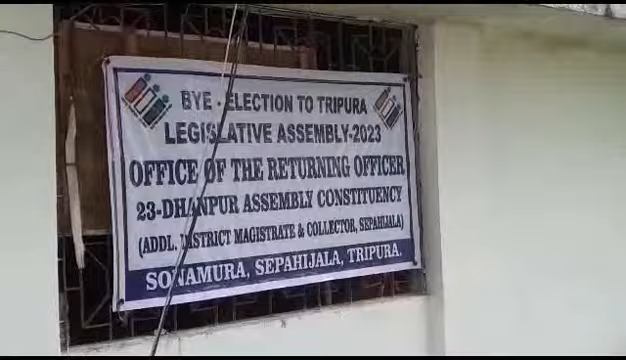 BYE - ELECTION TO TRIPURA
LEGISLATIVE ASSEMBLY-2023
OFFICE OF THE RETURNING OFFICER
23-DHANPUR ASSEMBLY CONSTITUENCY
(ADDL. DISTRICT MAGISTRATE & COLLECTOR, SEPAHIJALA)
SONAMURA, SEPAHIJALA, TRIPURA.